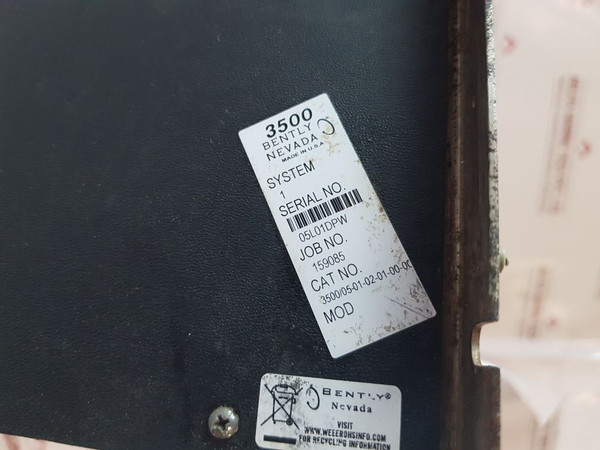 3500
BENTLY
NEVADA
MADE IN U.S.A
SYSTEM
1
SERIAL NO.
05L01DPW
JOB NO.
159085
CAT NO.
3500/05-01-02-01-00-00
MOD
BENTLY®
Nevada
VISIT
WWW.WEEEROHSINFO.COM
FOR RECYCLING INFORMATION